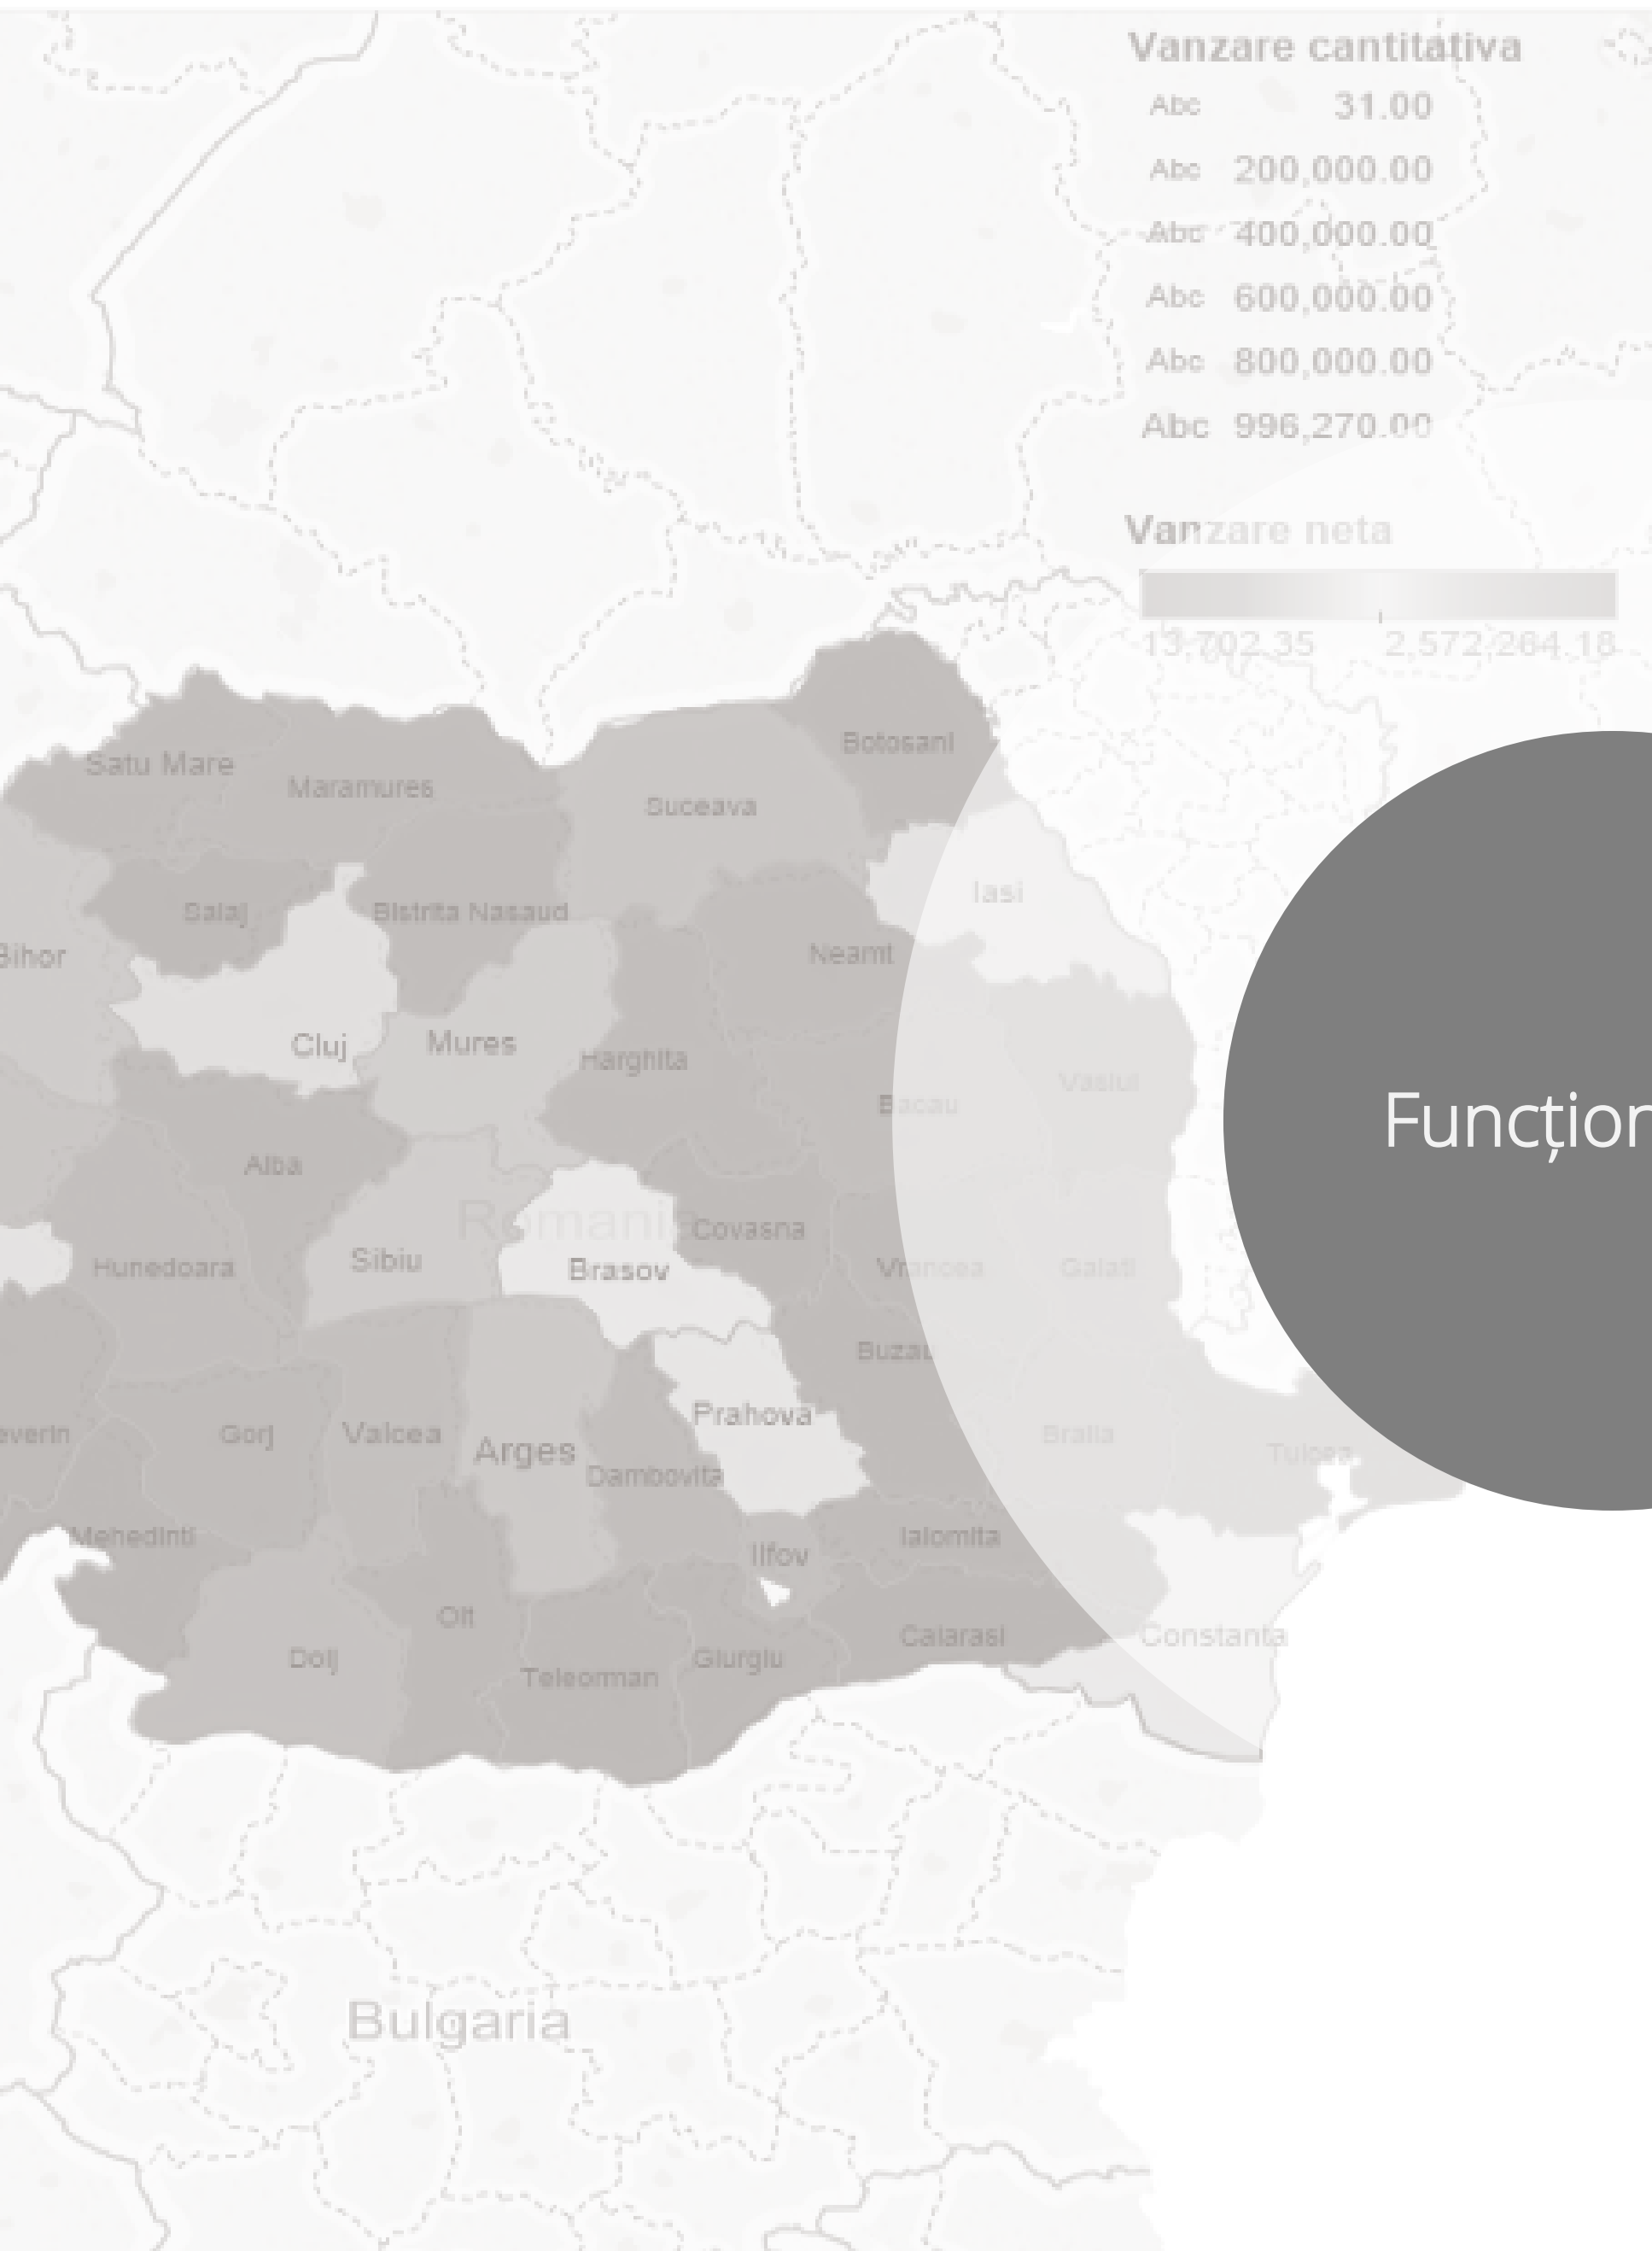 Vanzare cantitativa
Abc 31.00
Abc 200,000.00
Abc 400,000.00
Abc 600,000.00
Abc 800,000.00
Abc 996,270.00
Vanzare neta
13,702.35 2,572,264.18
Botosani
Satu Mare
Maramures
Suceava
Iasi
Salaj
Bistrita Nasaud
Neamt
Bihor
Cluj
Mures
Harghita
Vaslui
Bacau
Funcțion
Alba
Romania
Covasna
Sibiu
Brasov
Hunedoara
Vrancea
Galati
Buzau
Prahova
everin
Gorj
Valcea
Arges
Braila
Tulcea
Dambovita
Mehedinti
Ialomita
Ilfov
Olt
Calarasi
Constanta
Dolj
Giurgiu
Teleorman
Bulgaria